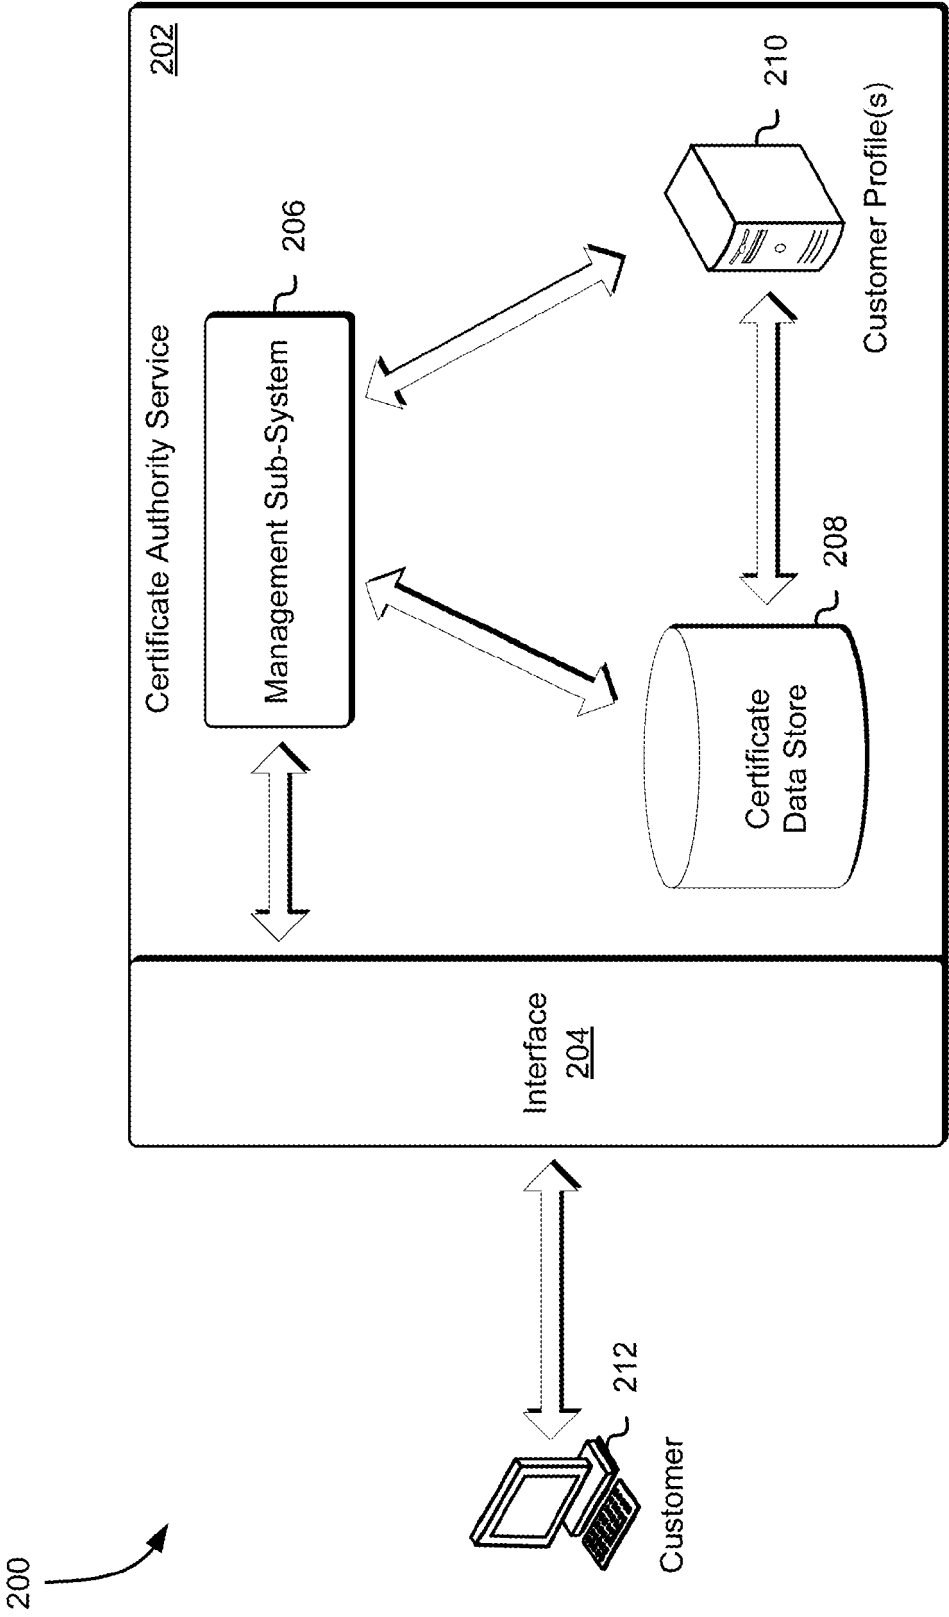 200
Certificate Authority Service
202
Management Sub-System
206
Interface
204
Customer
212
Certificate
Data Store
208
Customer Profile(s)
210